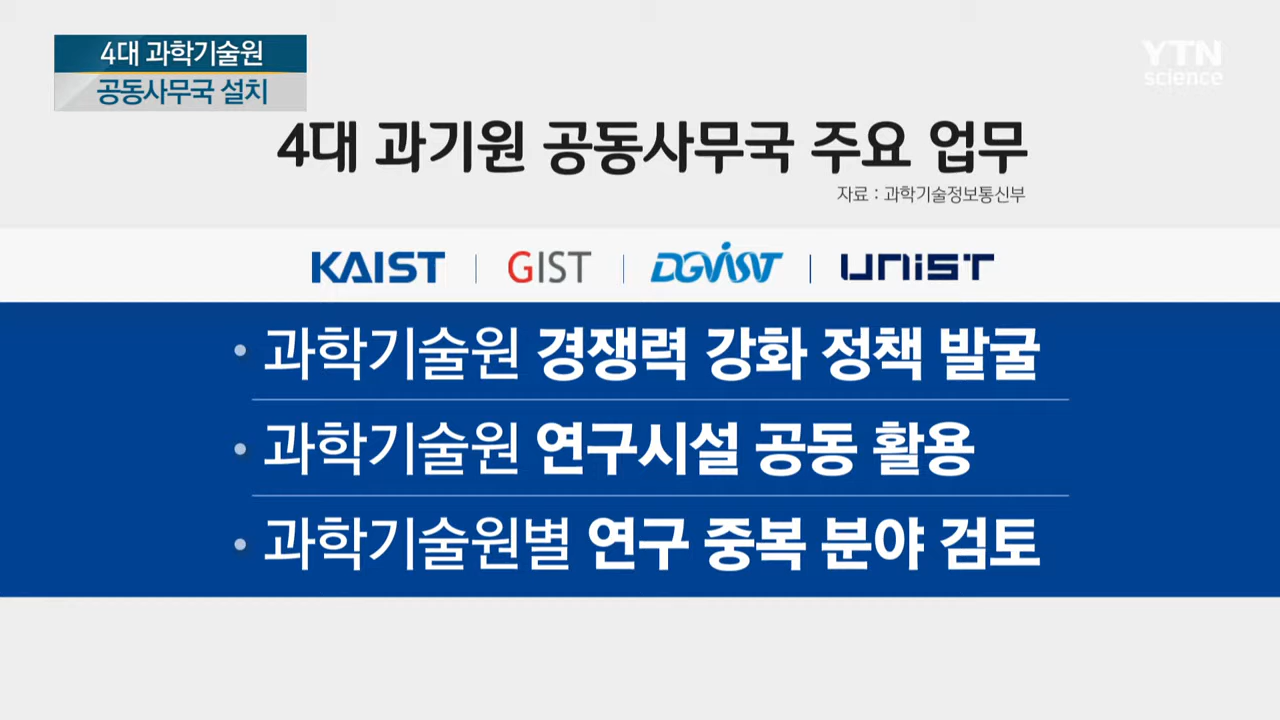 4대 과학기술원
공동사무국 설치
YTN
science
4대 과기원 공동사무국 주요 업무
자료 : 과학기술정보통신부
KAIST | GIST | DGIST | UNIST
• 과학기술원 경쟁력 강화 정책 발굴
• 과학기술원 연구시설 공동 활용
• 과학기술원별 연구 중복 분야 검토